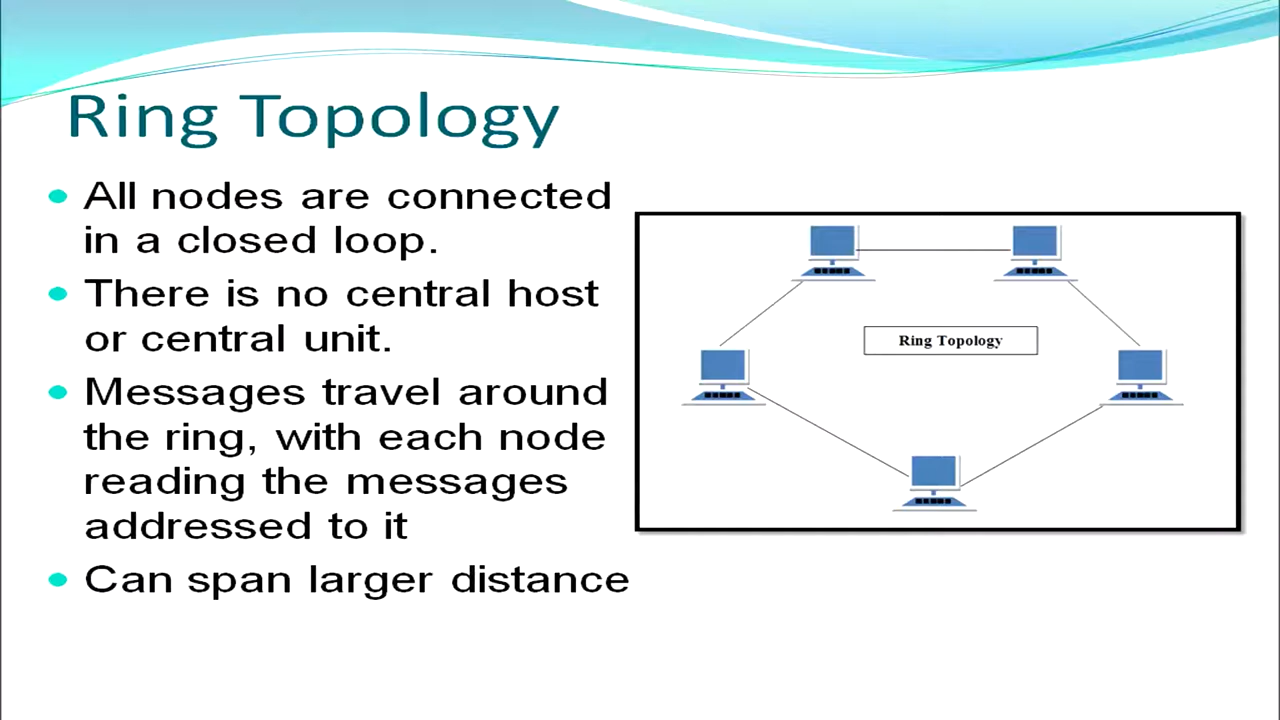 Ring Topology
All nodes are connected
in a closed loop.
There is no central host
or central unit.
Messages travel around
the ring, with each node
reading the messages
addressed to it
Can span larger distance
Ring Topology